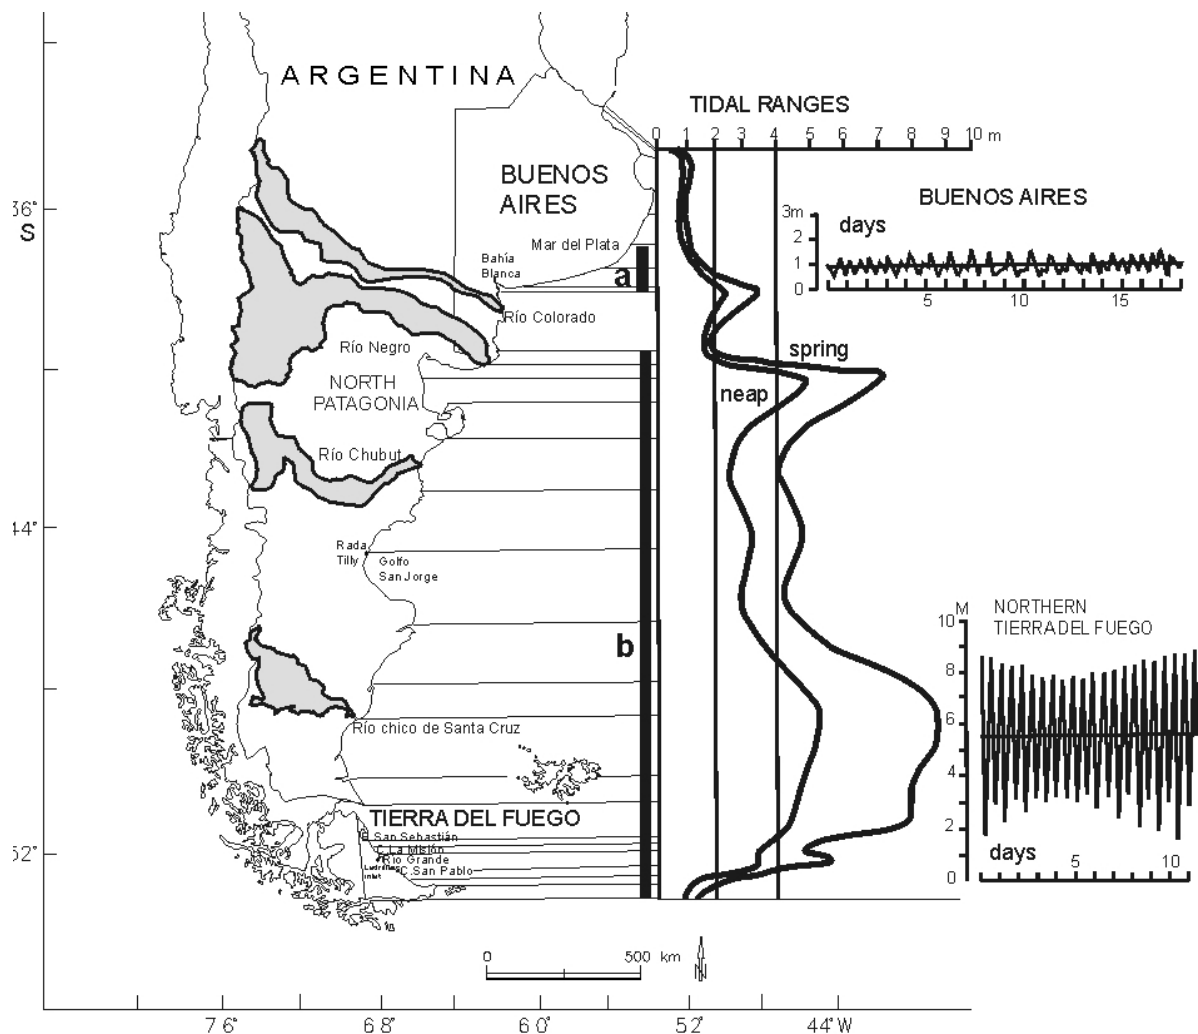 ARGENTINA
TIDAL RANGES
0 1 2 3 4 5 6 7 8 9 10 m
BUENOS
AIRES
BUENOS AIRES
36°
S
3m
days
2
1
0
5 10 15
Mar del Plata
Bahía
Blanca
a
Río Colorado
Río Negro
spring
NORTH
PATAGONIA
neap
Río Chubut
44°
Rada
Tilly
Golfo
San Jorge
M
10
8
6
4
2
0
NORTHERN
TIERRA DEL FUEGO
days
5 10
b
Río chico de Santa Cruz
TIERRA DEL FUEGO
San Sebastián
C. La Misión
Río Grande
C. San Pablo
52°
0 500 km
N
76° 68° 60° 52° 44°W